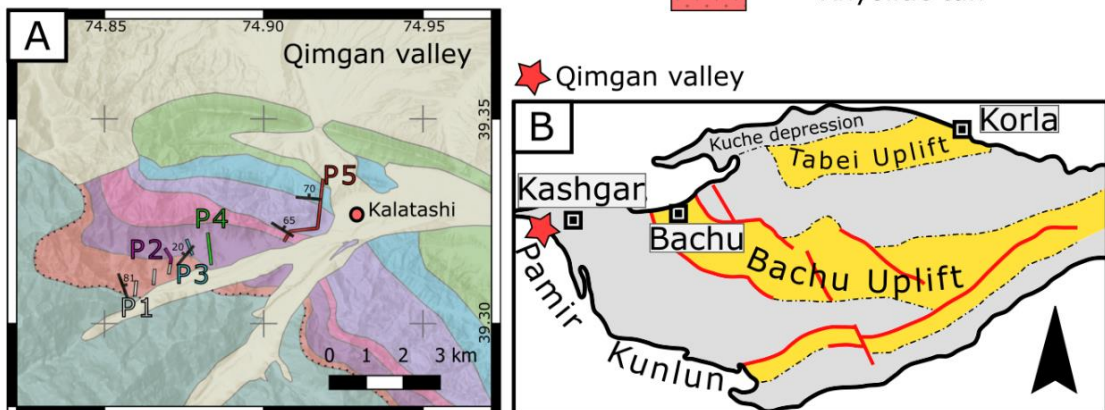 A
74.85
74.90
74.95
Qimgan valley
39.35
70
P5
Kalatashi
65
P4
P2
20
P3
81
P1
39.30
0 1 2 3 km
Qimgan valley
B
Korla
Kuche depression
Tabei Uplift
Kashgar
Bachu
Bachu Uplift
Pamir
Kunlun